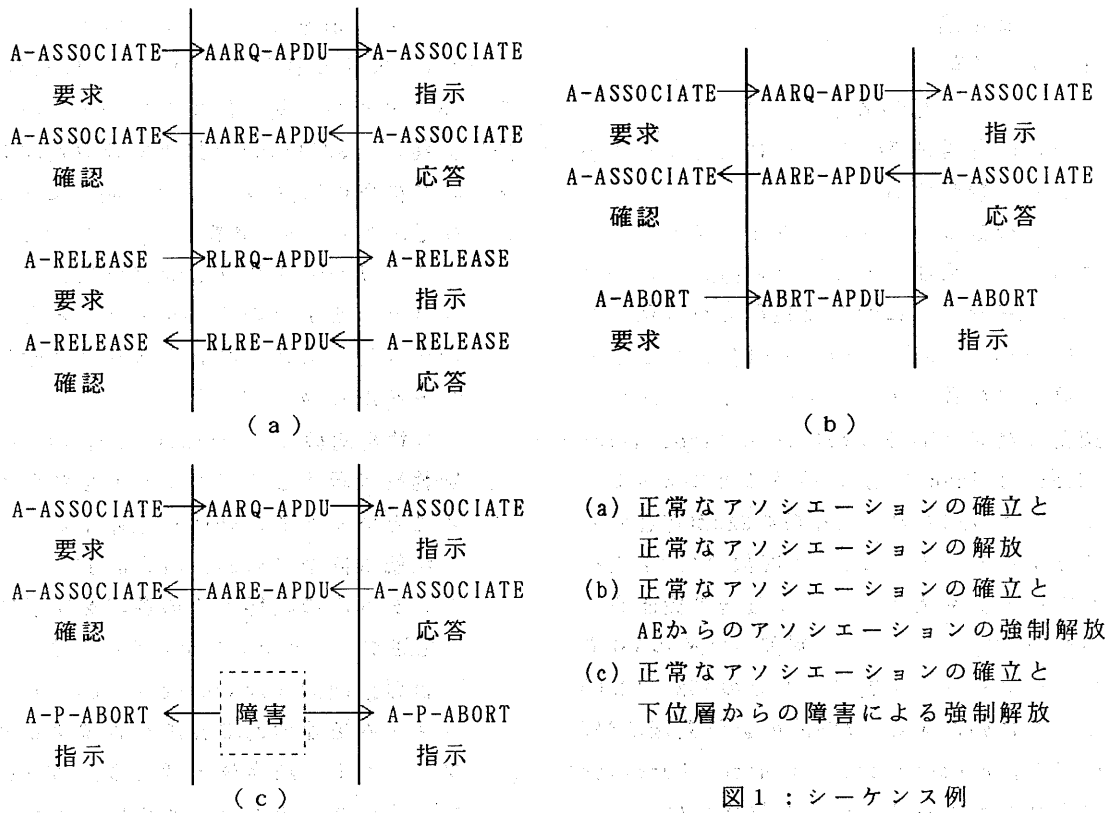 A-ASSOCIATE AARQ-APDU A-ASSOCIATE
要求 指示
A-ASSOCIATE AARE-APDU A-ASSOCIATE
確認 応答
A-RELEASE RLRQ-APDU A-RELEASE
要求 指示
A-RELEASE RLRE-APDU A-RELEASE
確認 応答
(a)
A-ASSOCIATE AARQ-APDU A-ASSOCIATE
要求 指示
A-ASSOCIATE AARE-APDU A-ASSOCIATE
確認 応答
A-ABORT ABRT-APDU A-ABORT
要求 指示
(b)
A-ASSOCIATE AARQ-APDU A-ASSOCIATE
要求 指示
A-ASSOCIATE AARE-APDU A-ASSOCIATE
確認 応答
A-P-ABORT 障害 A-P-ABORT
指示 指示
(c)
(a) 正常なアソシエーションの確立と
正常なアソシエーションの解放
(b) 正常なアソシエーションの確立と
AEからのアソシエーションの強制解放
(c) 正常なアソシエーションの確立と
下位層からの障害による強制解放
図1:シーケンス例